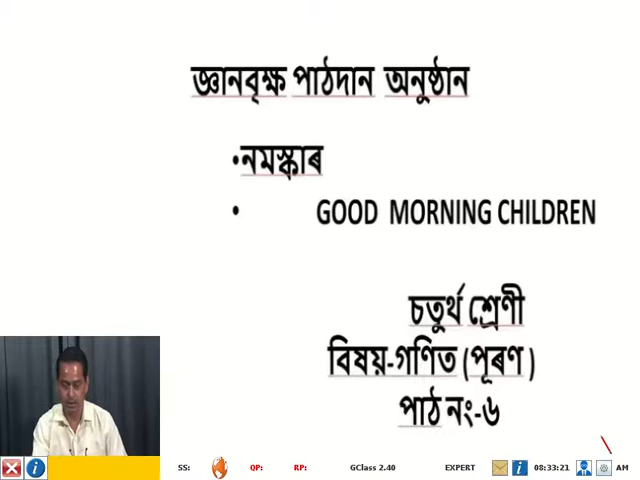 জ্ঞানবৃক্ষ পাঠদান অনুষ্ঠান
•নমস্কাৰ
• GOOD MORNING CHILDREN
চতুৰ্থ শ্ৰেণী
বিষয়-গণিত (পূৰণ )
পাঠ নং-৬
SS: QP: RP: GClass 2.40 EXPERT 08:33:21 AM